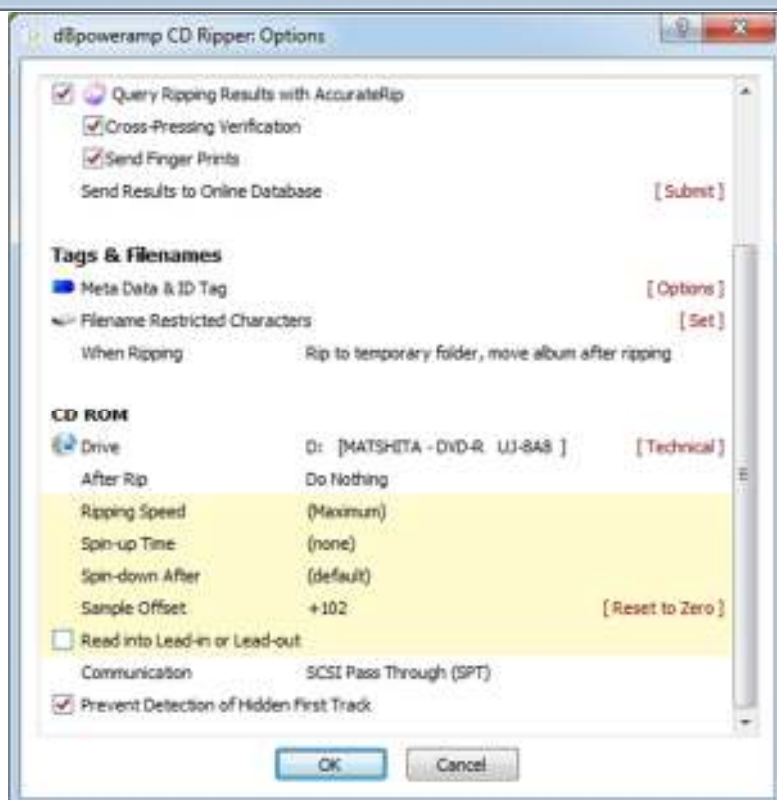 dBpoweramp CD Ripper: Options
Query Ripping Results with AccurateRip
Cross-Pressing Verification
Send Finger Prints
Send Results to Online Database [ Submit ]
Tags & Filenames
Meta Data & ID Tag [ Options ]
Filename Restricted Characters [ Set ]
When Ripping Rip to temporary folder, move album after ripping
CD ROM
Drive D: [MATSHITA - DVD-R UJ-8A8 ] [ Technical ]
After Rip Do Nothing
Ripping Speed (Maximum)
Spin-up Time (none)
Spin-down After (default)
Sample Offset +102 [ Reset to Zero ]
Read into Lead-in or Lead-out
Communication SCSI Pass Through (SPT)
Prevent Detection of Hidden First Track
OK Cancel